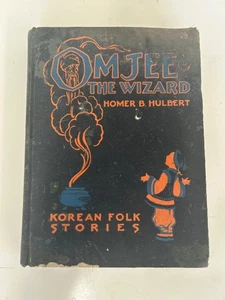 OMJEE
THE WIZARD
HOMER B. HULBERT
KOREAN FOLK
STORIES